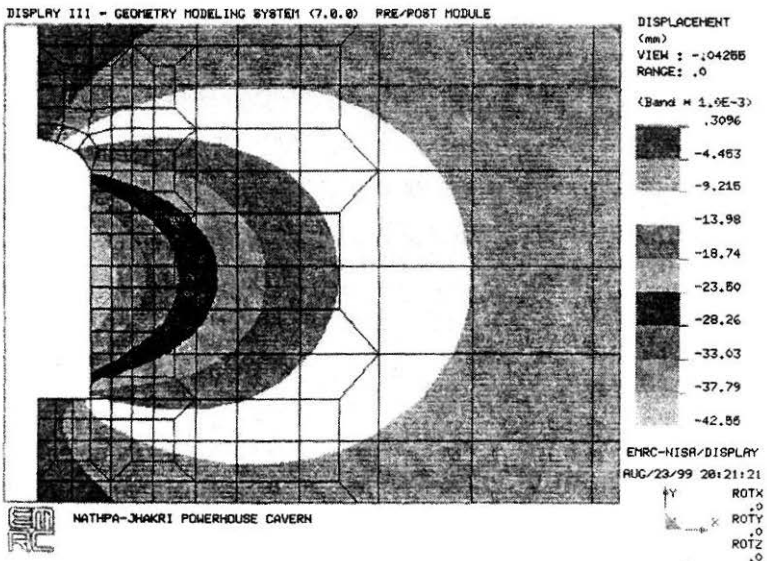 DISPLAY III - GEOMETRY MODELING SYSTEM (7.0.0) PRE/POST MODULE
DISPLACEMENT
(mm)
VIEW : -.04255
RANGE: .0
(Band * 1.0E-3)
.3096
-4.453
-9.215
-13.98
-18.74
-23.50
-28.26
-33.03
-37.79
-42.55
EMRC-NISA/DISPLAY
AUG/23/99 20:21:21
Y
X
ROTX
.0
ROTY
.0
ROTZ
.0
EMRC
NATHPA-JHAKRI POWERHOUSE CAVERN